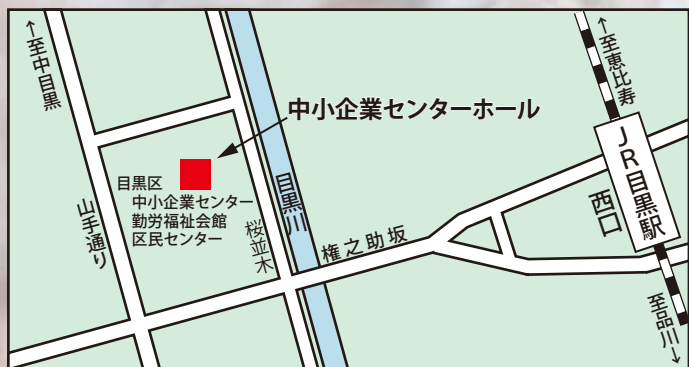 ←至中目黒
中小企業センターホール
←至恵比寿
目黒区
中小企業センター
勤労福祉会館
区民センター
山手通り
桜並木
目黒川
権之助坂
西口
JR目黒駅
至品川→